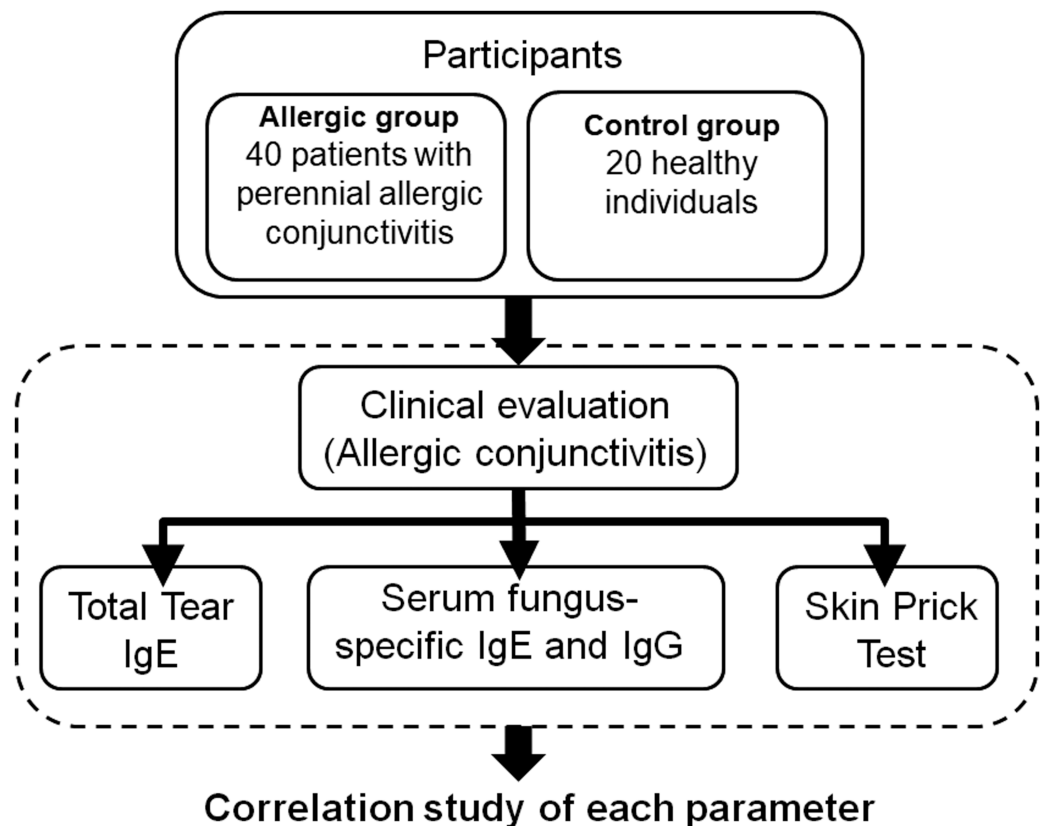 Participants
Allergic group
40 patients with
perennial allergic
conjunctivitis
Control group
20 healthy
individuals
Clinical evaluation
(Allergic conjunctivitis)
Total Tear
IgE
Serum fungus-
specific IgE and IgG
Skin Prick
Test
Correlation study of each parameter